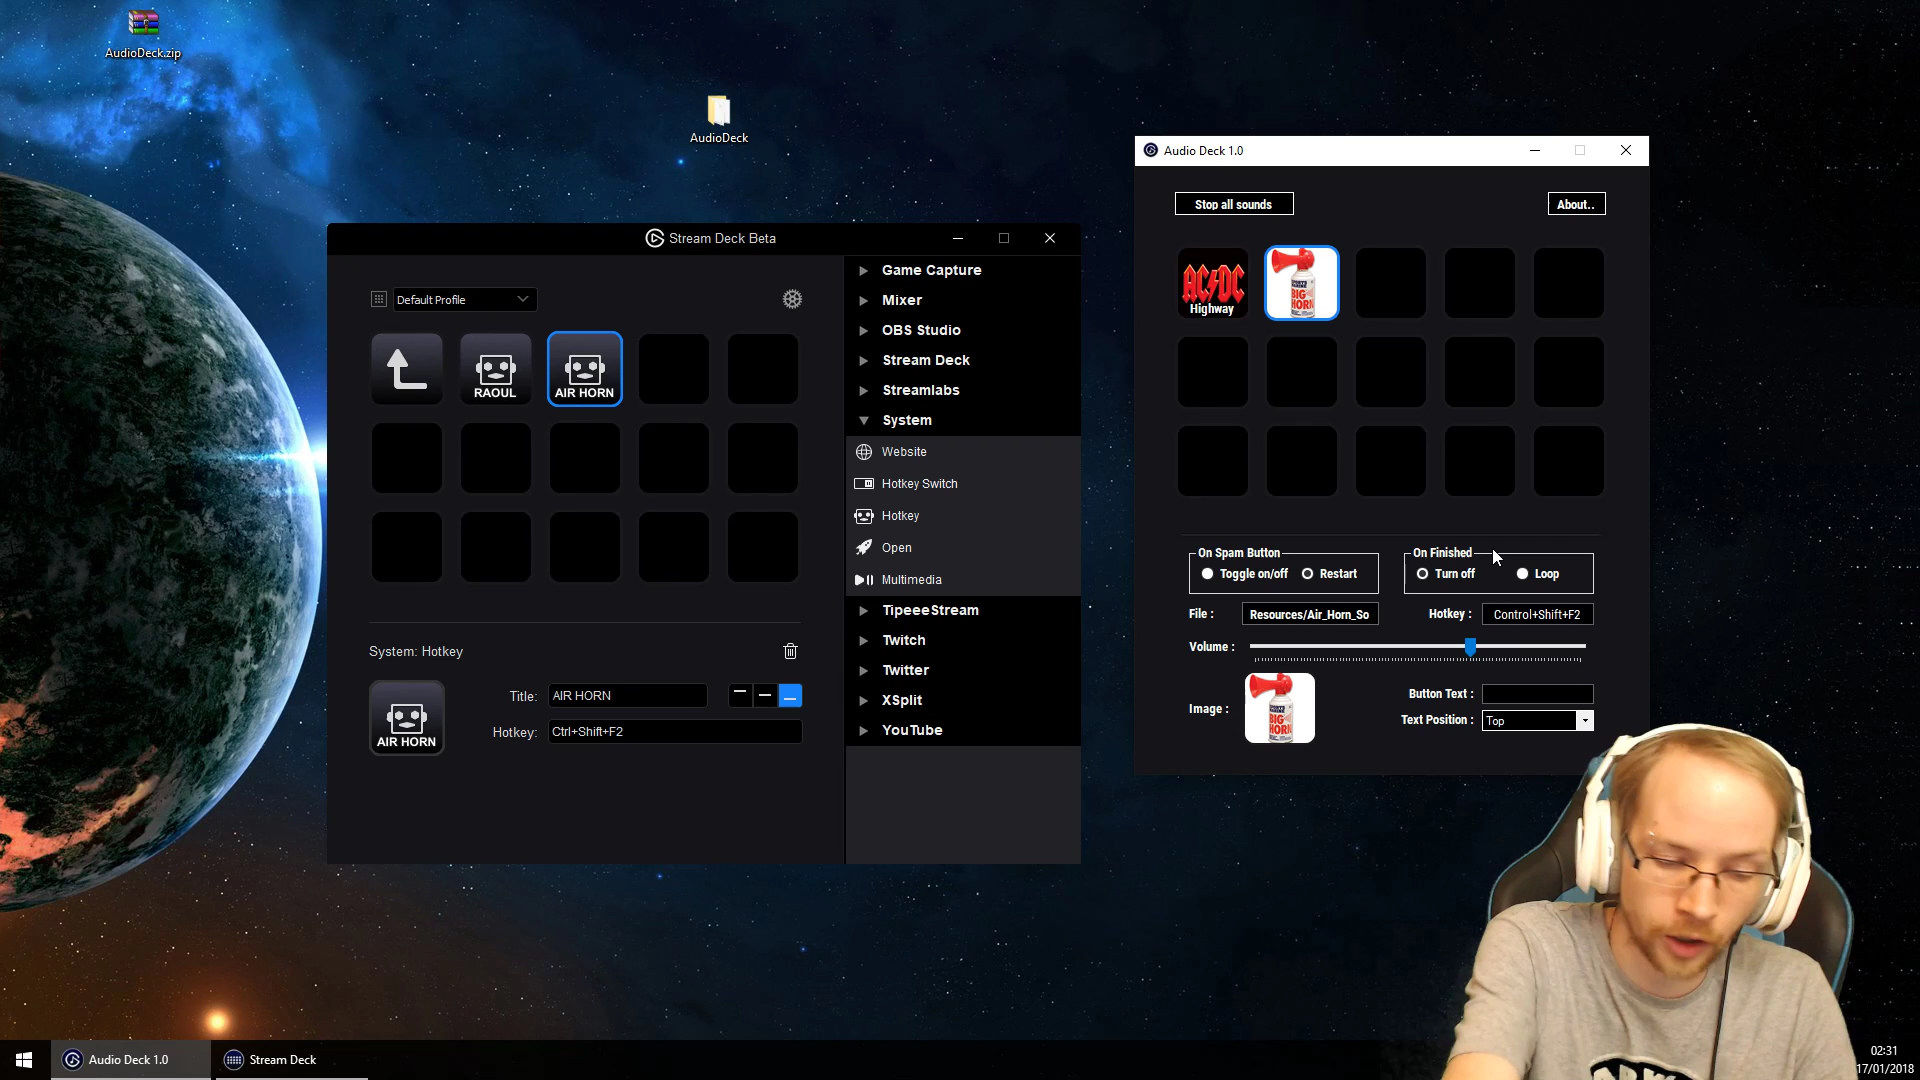 AudioDeck.zip
AudioDeck
Stream Deck Beta
Default Profile
RAOUL
AIR HORN
System: Hotkey
AIR HORN
Title:
AIR HORN
Hotkey:
Ctrl+Shift+F2
Game Capture
Mixer
OBS Studio
Stream Deck
Streamlabs
System
Website
Hotkey Switch
Hotkey
Open
Multimedia
TipeeeStream
Twitch
Twitter
XSplit
YouTube
Audio Deck 1.0
Stop all sounds
About..
AC/DC
Highway
BIG
HORN
On Spam Button
Toggle on/off
Restart
On Finished
Turn off
Loop
File :
Resources/Air_Horn_So
Hotkey :
Control+Shift+F2
Volume :
Image :
BIG
HORN
Button Text :
Text Position :
Top
Audio Deck 1.0
Stream Deck
02:31
17/01/2018